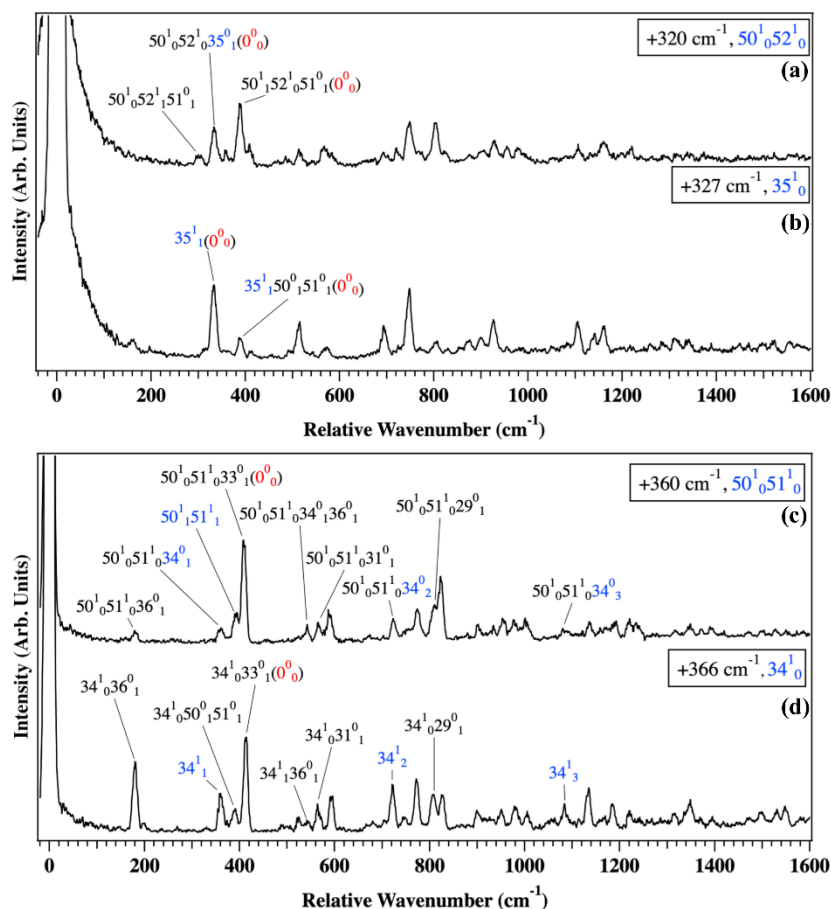 +320 cm⁻¹, 50¹₀52¹₀
(a)
50¹₀52¹₀35⁰₁(0⁰₀)
50¹₁52¹₀51⁰₁(0⁰₀)
50¹₀52¹₁51⁰₁
+327 cm⁻¹, 35¹₀
(b)
35¹₁(0⁰₀)
35¹₁50⁰₁51⁰₁(0⁰₀)
Intensity (Arb. Units)
0 200 400 600 800 1000 1200 1400 1600
Relative Wavenumber (cm⁻¹)
+360 cm⁻¹, 50¹₀51¹₀
(c)
50¹₀51¹₀33⁰₁(0⁰₀)
50¹₁51¹₁
50¹₀51¹₀34⁰₁36⁰₁
50¹₀51¹₀29⁰₁
50¹₀51¹₀34⁰₁
50¹₀51¹₀31⁰₁
50¹₀51¹₀36⁰₁
50¹₀51¹₀34⁰₂
50¹₀51¹₀34⁰₃
+366 cm⁻¹, 34¹₀
(d)
34¹₀33⁰₁(0⁰₀)
34¹₀36⁰₁
34¹₀50⁰₁51⁰₁
34¹₀31⁰₁
34¹₀29⁰₁
34¹₁
34¹₁36⁰₁
34¹₂
34¹₃
Intensity (Arb. Units)
0 200 400 600 800 1000 1200 1400 1600
Relative Wavenumber (cm⁻¹)